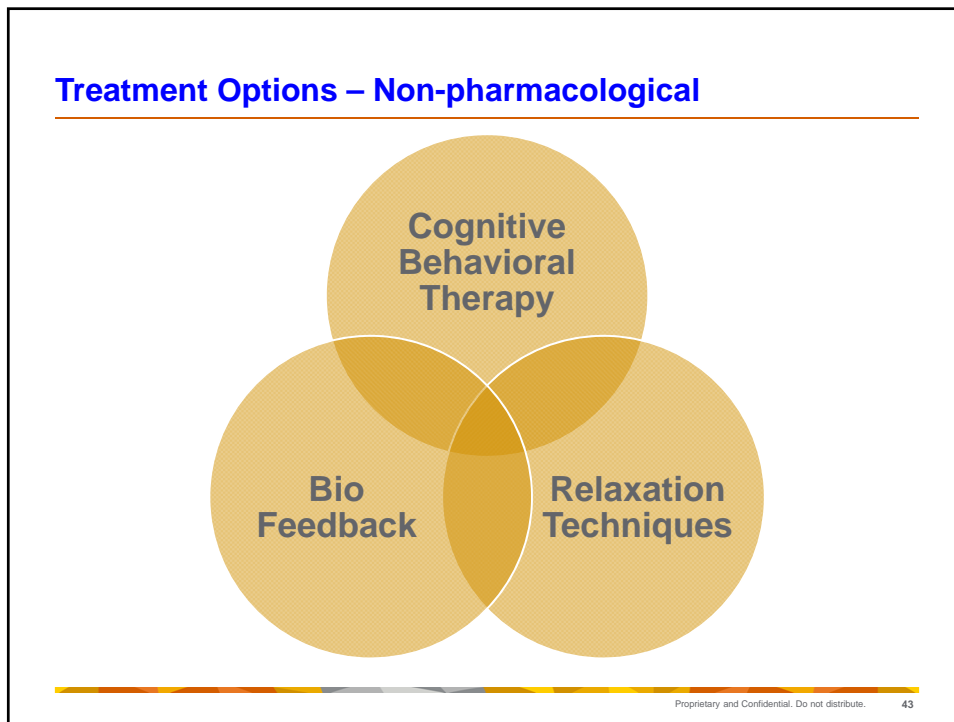 Treatment Options – Non-pharmacological
Cognitive
Behavioral
Therapy
Bio
Feedback
Relaxation
Techniques
Proprietary and Confidential. Do not distribute. 43